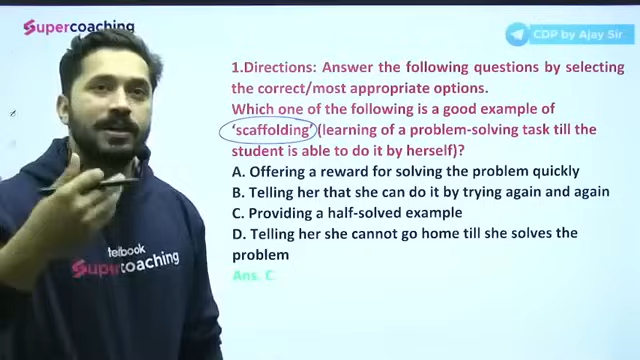 Supercoaching
CDP by Ajay Sir
1.Directions: Answer the following questions by selecting
the correct/most appropriate options.
Which one of the following is a good example of
‘scaffolding’ (learning of a problem-solving task till the
student is able to do it by herself)?
A. Offering a reward for solving the problem quickly
B. Telling her that she can do it by trying again and again
C. Providing a half-solved example
D. Telling her she cannot go home till she solves the
problem
Ans. C
testbook
Supercoaching